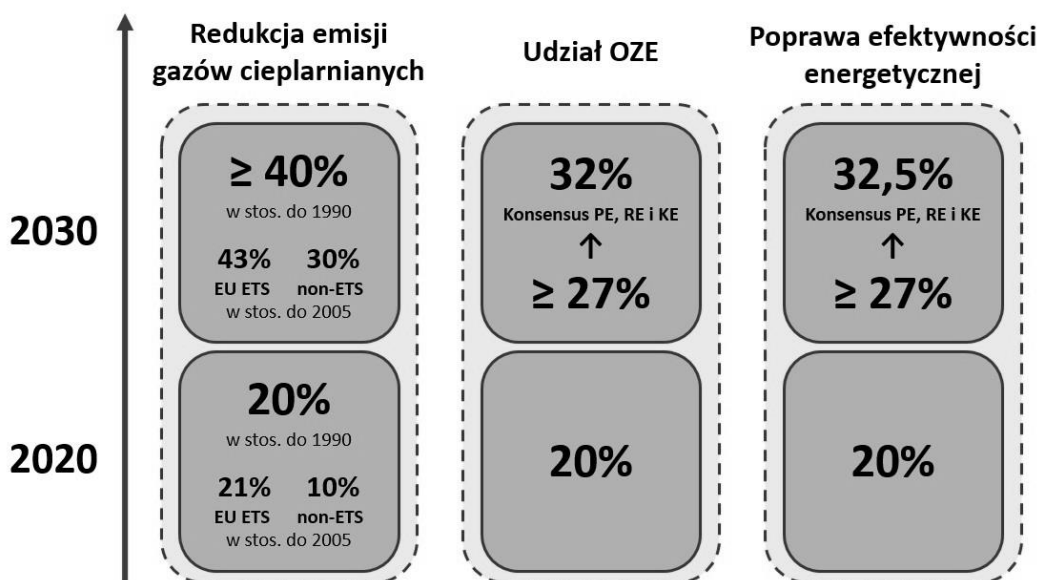 Redukcja emisji
gazów cieplarnianych
Udział OZE
Poprawa efektywności
energetycznej
2030
≥ 40%
w stos. do 1990
43% 30%
EU ETS non-ETS
w stos. do 2005
32%
Konsensus PE, RE i KE
↑
≥ 27%
32,5%
Konsensus PE, RE i KE
↑
≥ 27%
2020
20%
w stos. do 1990
21% 10%
EU ETS non-ETS
w stos. do 2005
20%
20%